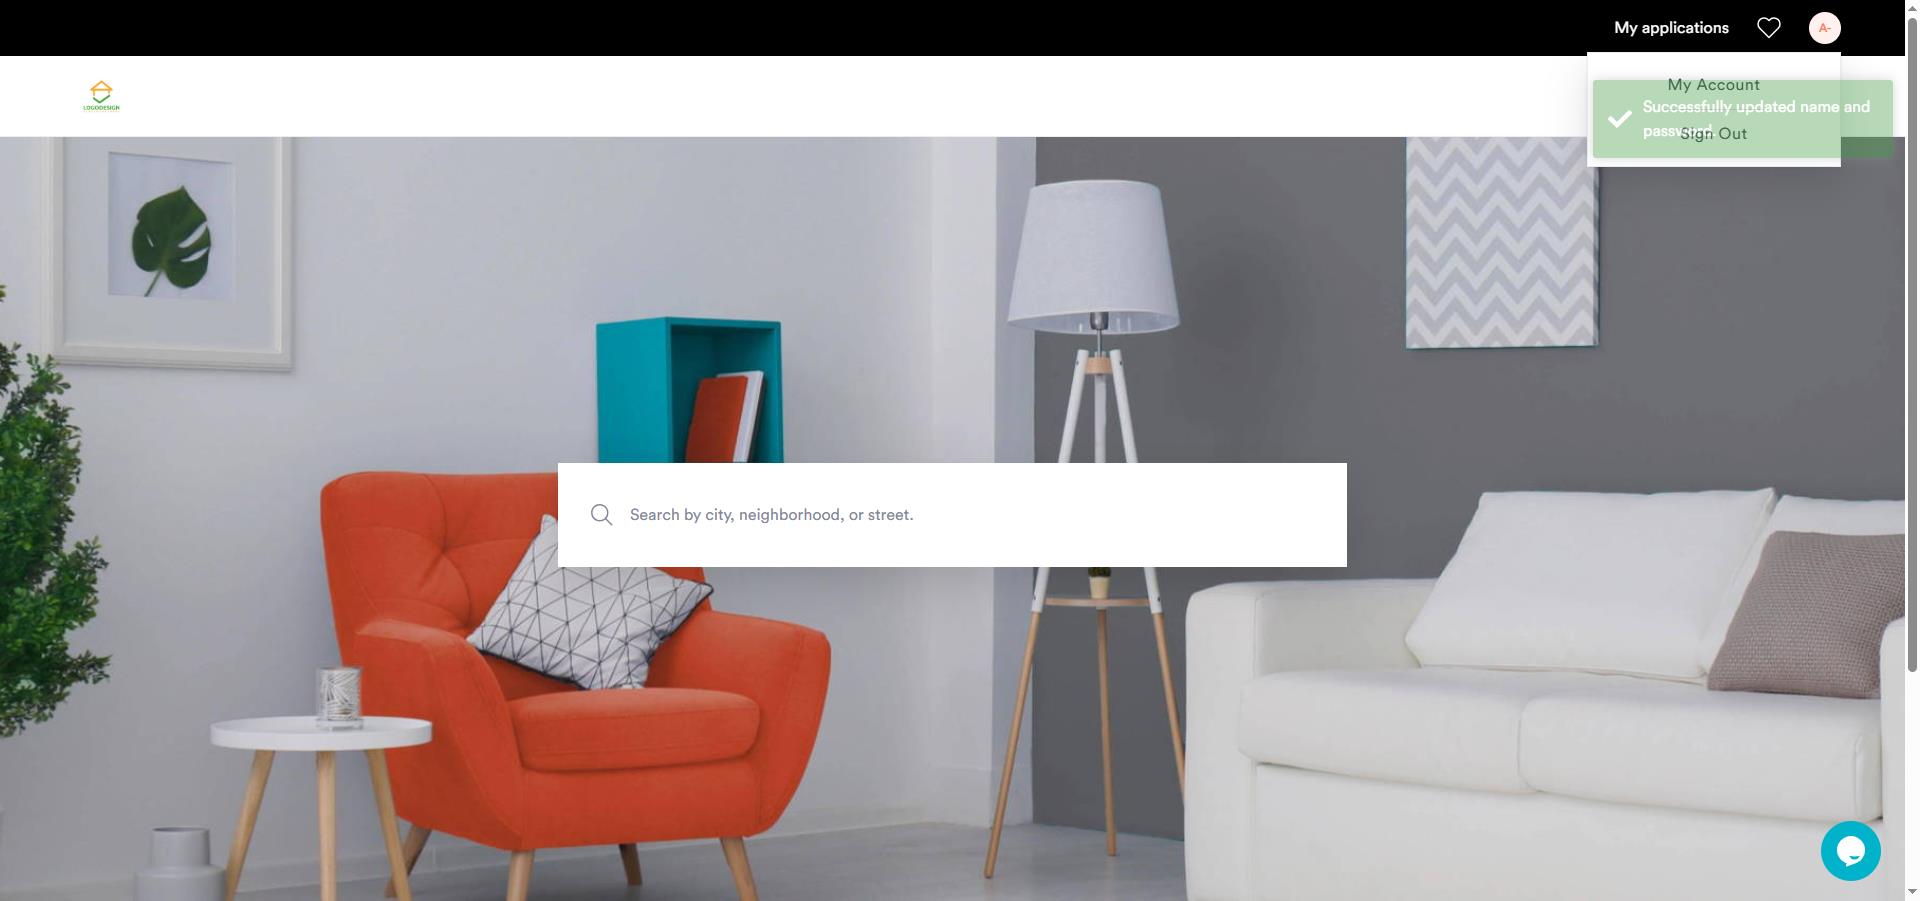 My applications
A-
LOGODESIGN
My Account
Successfully updated name and
password.
Sign Out
Search by city, neighborhood, or street.